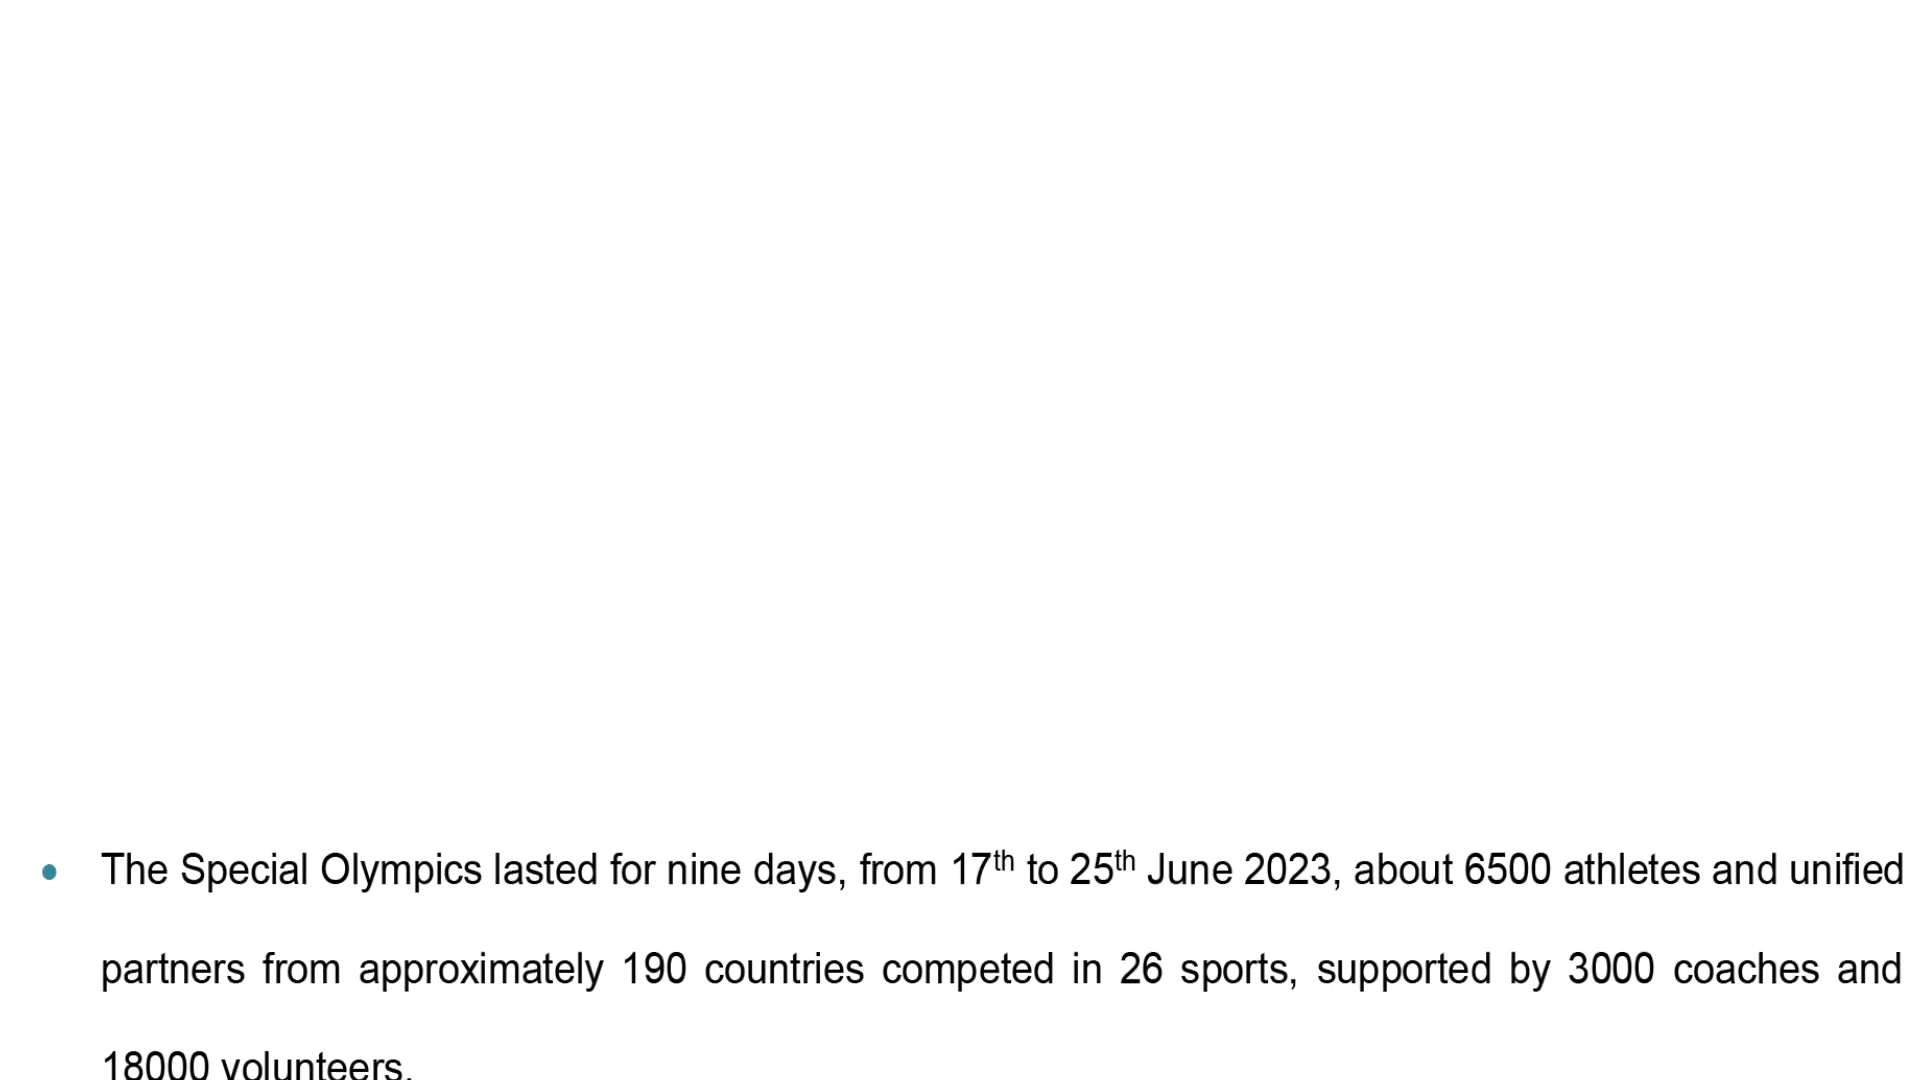 • The Special Olympics lasted for nine days, from 17th to 25th June 2023, about 6500 athletes and unified
partners from approximately 190 countries competed in 26 sports, supported by 3000 coaches and
18000 volunteers.